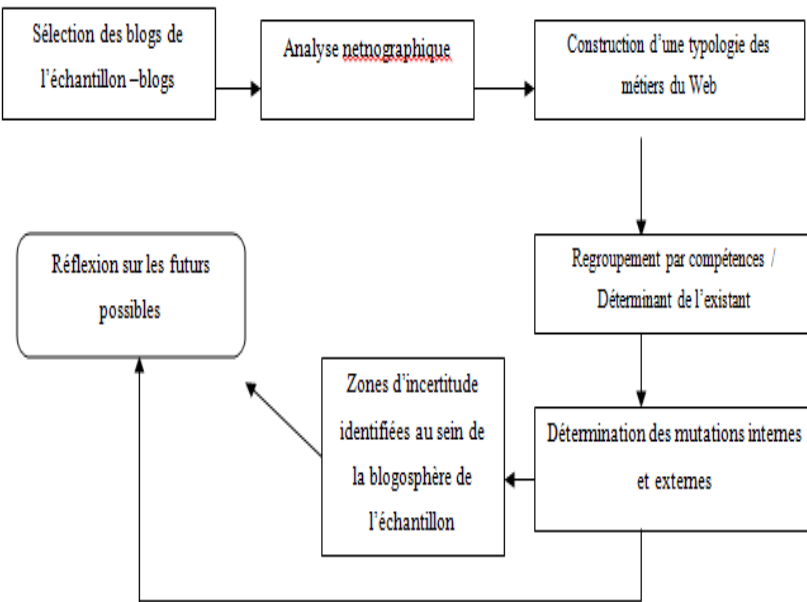 Sélection des blogs de
l'échantillon –blogs
Analyse netnographique
Construction d'une typologie des
métiers du Web
Regroupement par compétences /
Déterminant de l'existant
Détermination des mutations internes
et externes
Zones d'incertitude
identifiées au sein de
la blogosphère de
l'échantillon
Réflexion sur les futurs
possibles